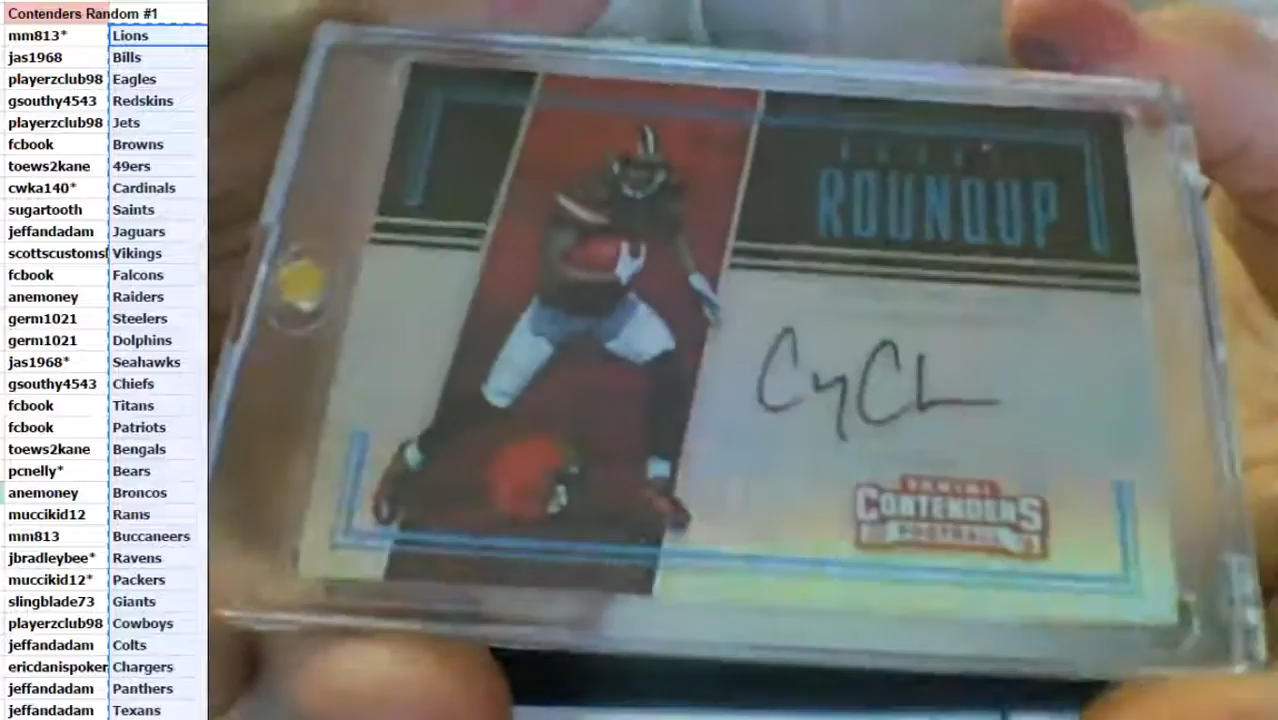 Contenders Random #1
mm813* Lions
jas1968 Bills
playerzclub98 Eagles
gsouthy4543 Redskins
playerzclub98 Jets
fcbook Browns
toews2kane 49ers
cwka140* Cardinals
sugartooth Saints
jeffandadam Jaguars
scottscustomsl Vikings
fcbook Falcons
anemoney Raiders
germ1021 Steelers
germ1021 Dolphins
jas1968* Seahawks
gsouthy4543 Chiefs
fcbook Titans
fcbook Patriots
toews2kane Bengals
pcnelly* Bears
anemoney Broncos
muccikid12 Rams
mm813 Buccaneers
jbradleybee* Ravens
muccikid12* Packers
slingblade73 Giants
playerzclub98 Cowboys
jeffandadam Colts
ericdanispoker Chargers
jeffandadam Panthers
jeffandadam Texans
ROUNDUP
PANINI
CONTENDERS
FOOTBALL